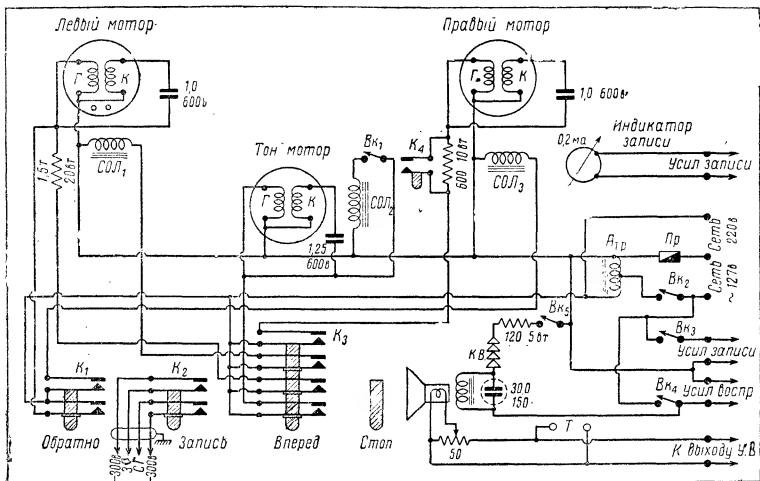 Левый мотор
Правый мотор
Г К
1,0
600в
Г К
1,0 600в
1,5т
20вт
СОЛ₁
Тон мотор
Г К
1,25
600в
Вк₁
СОЛ₂
К₄
600 10вт
СОЛ₃
0,2ма
Индикатор
записи
Усил записи
Атр
Пр
Сеть
220в
Сеть
127в
~
Вк₂
Вк₃
Усил записи
Усил воспр
Вк₄
Вк₅
120 5вт
КВ
30,0
150
К₁
К₂
К₃
Обратно
Запись
Вперед
Стоп
300в
СГ
300в
50
Т
К выходу У.В